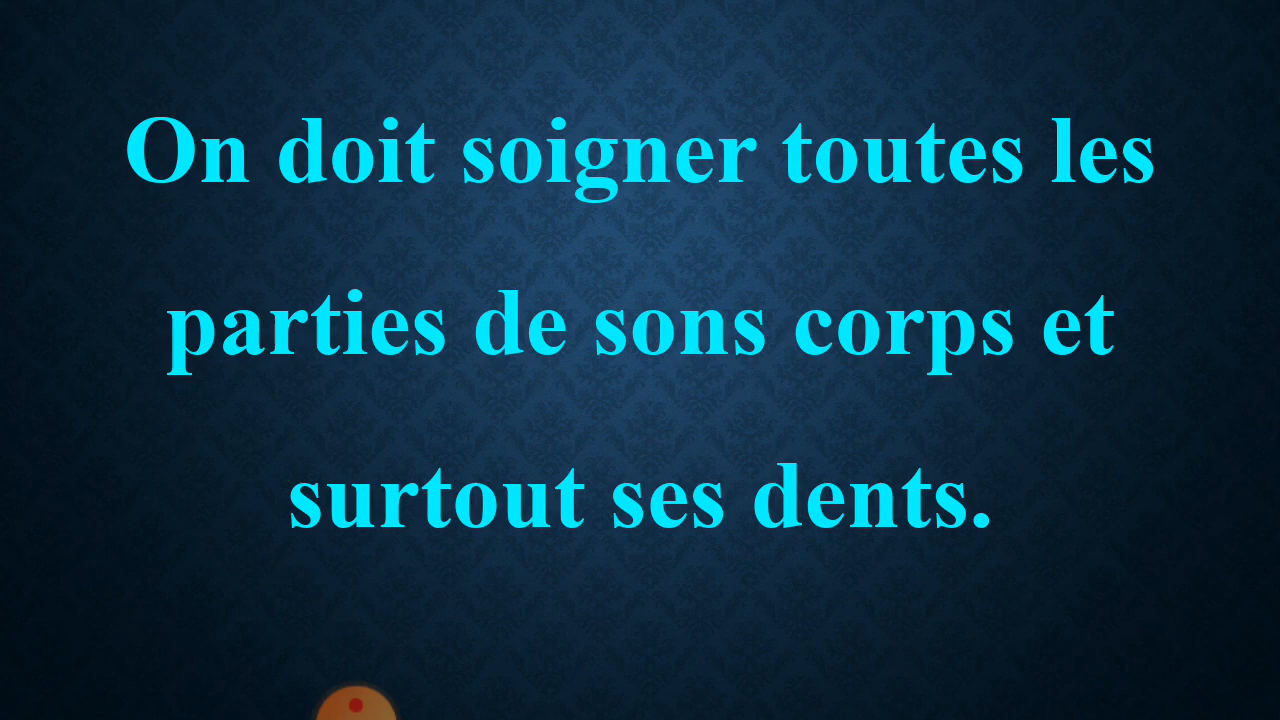 On doit soigner toutes les
parties de sons corps et
surtout ses dents.